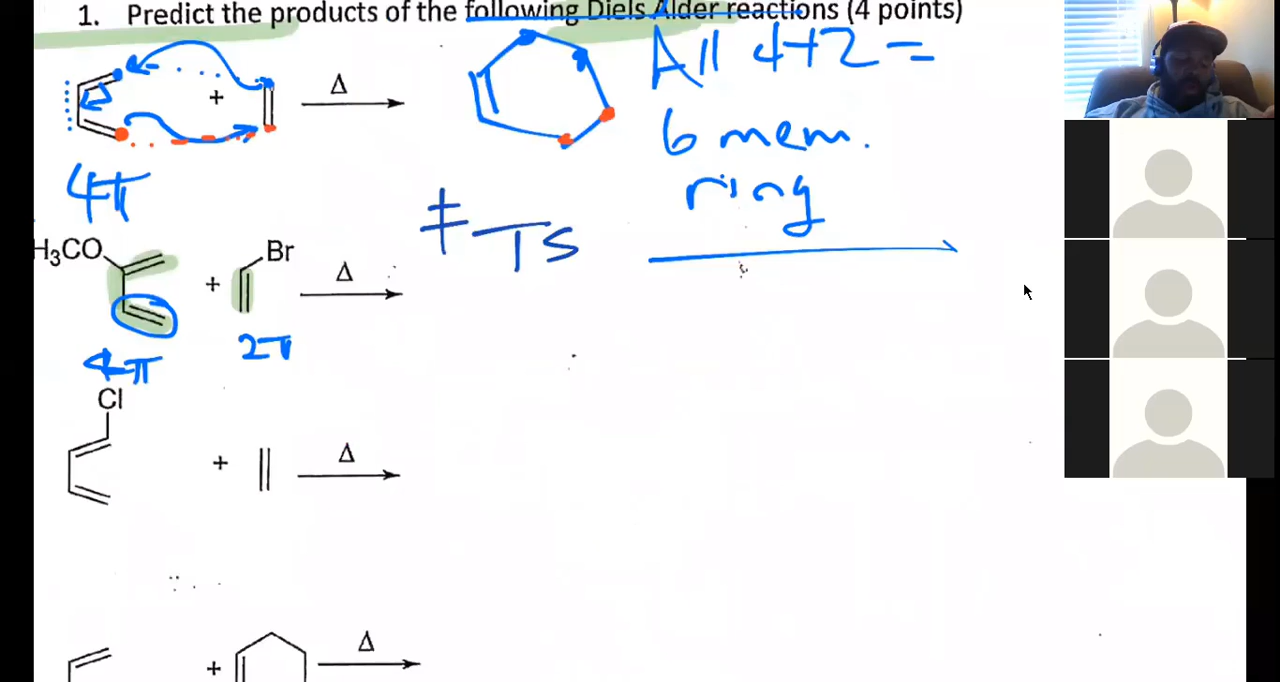 1. Predict the products of the following Diels Alder reactions (4 points)
+ Δ
All 4+2 =
6 mem.
ring
4π
‡ TS
H₃CO
+ Br Δ
4π 2π
Cl
+ Δ
+ Δ